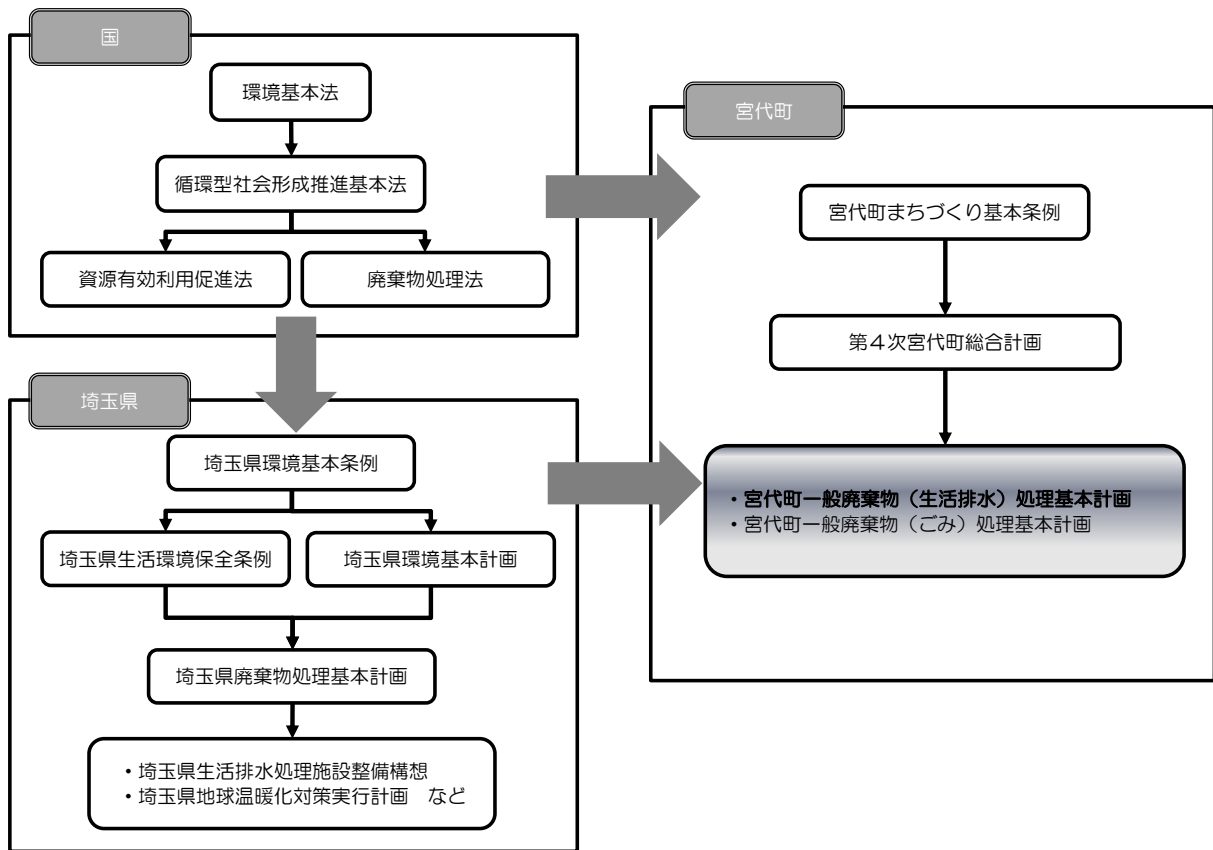 国
環境基本法
循環型社会形成推進基本法
資源有効利用促進法
廃棄物処理法
埼玉県
埼玉県環境基本条例
埼玉県生活環境保全条例
埼玉県環境基本計画
埼玉県廃棄物処理基本計画
・埼玉県生活排水処理施設整備構想
・埼玉県地球温暖化対策実行計画　など
宮代町
宮代町まちづくり基本条例
第４次宮代町総合計画
・宮代町一般廃棄物（生活排水）処理基本計画
・宮代町一般廃棄物（ごみ）処理基本計画